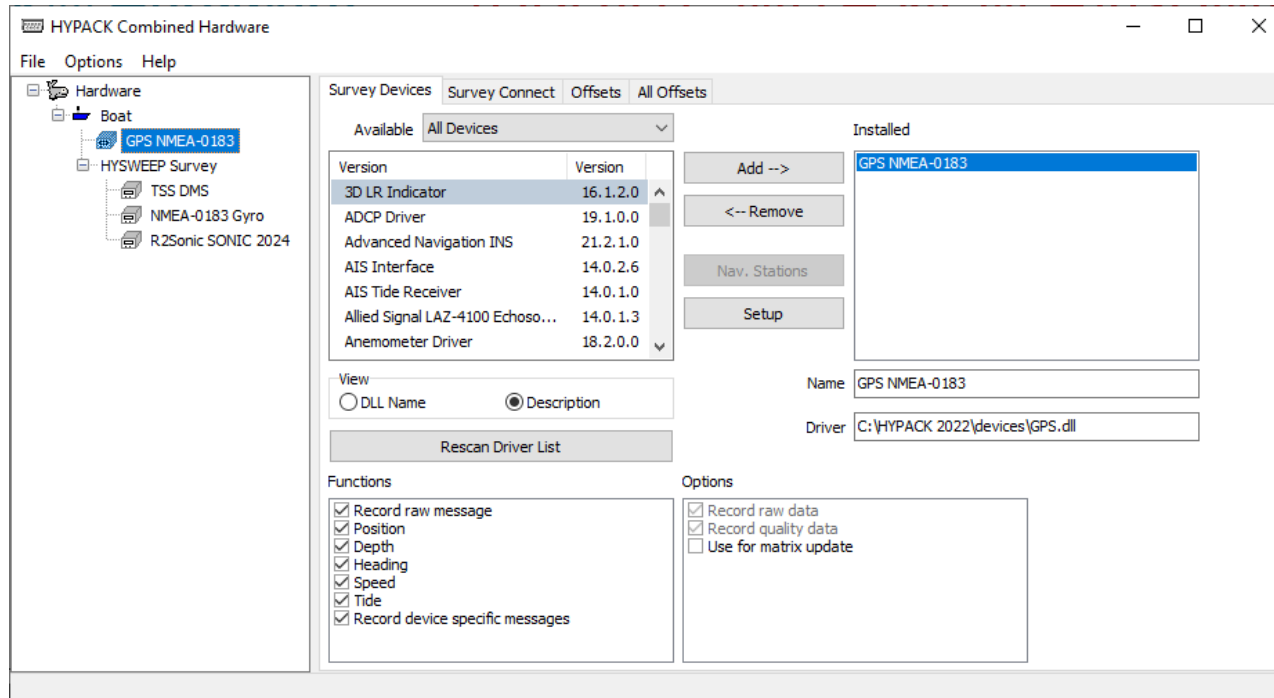 HYPACK Combined Hardware
File Options Help
Hardware
Boat
GPS NMEA-0183
HYSWEEP Survey
TSS DMS
NMEA-0183 Gyro
R2Sonic SONIC 2024
Survey Devices Survey Connect Offsets All Offsets
Available All Devices
Version Version
3D LR Indicator 16.1.2.0
ADCP Driver 19.1.0.0
Advanced Navigation INS 21.2.1.0
AIS Interface 14.0.2.6
AIS Tide Receiver 14.0.1.0
Allied Signal LAZ-4100 Echoso... 14.0.1.3
Anemometer Driver 18.2.0.0
Add -->
<-- Remove
Nav. Stations
Setup
Installed
GPS NMEA-0183
View
DLL Name Description
Rescan Driver List
Name GPS NMEA-0183
Driver C:\HYPACK 2022\devices\GPS.dll
Functions
Record raw message
Position
Depth
Heading
Speed
Tide
Record device specific messages
Options
Record raw data
Record quality data
Use for matrix update